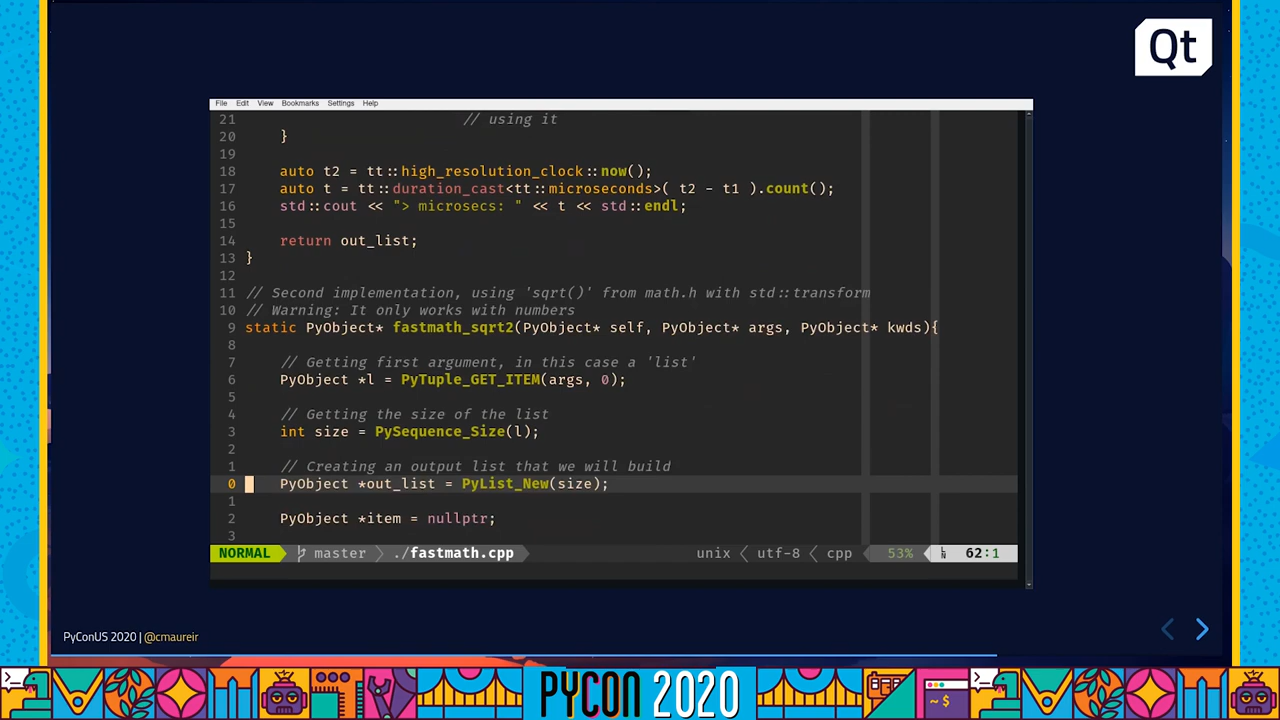 Qt
File Edit View Bookmarks Settings Help
21 // using it
20 }
19
18 auto t2 = tt::high_resolution_clock::now();
17 auto t = tt::duration_cast<tt::microseconds>( t2 - t1 ).count();
16 std::cout << "> microsecs: " << t << std::endl;
15
14 return out_list;
13 }
12
11 // Second implementation, using 'sqrt()' from math.h with std::transform
10 // Warning: It only works with numbers
9 static PyObject* fastmath_sqrt2(PyObject* self, PyObject* args, PyObject* kwds){
8
7 // Getting first argument, in this case a 'list'
6 PyObject *l = PyTuple_GET_ITEM(args, 0);
5
4 // Getting the size of the list
3 int size = PySequence_Size(l);
2
1 // Creating an output list that we will build
0 PyObject *out_list = PyList_New(size);
1
2 PyObject *item = nullptr;
3
NORMAL master ./fastmath.cpp unix < utf-8 < cpp 53% LN 62:1
PyConUS 2020 | @cmaureir
PYCON 2020
>_
~ $